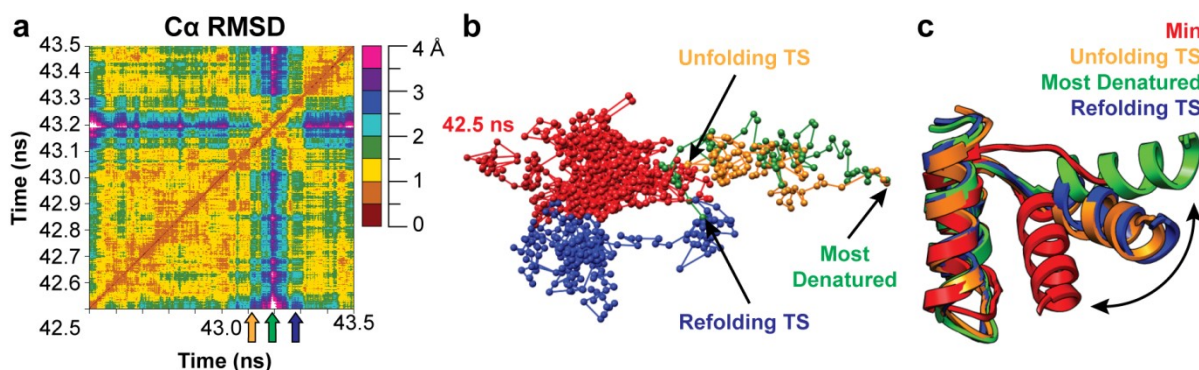 a
Cα RMSD
43.5
43.4
43.3
43.2
43.1
43.0
42.9
42.8
42.7
42.6
42.5
Time (ns)
43.0
43.5
Time (ns)
4 Å
3
2
1
0
b
Unfolding TS
42.5 ns
Most
Denatured
Refolding TS
c
Min
Unfolding TS
Most Denatured
Refolding TS